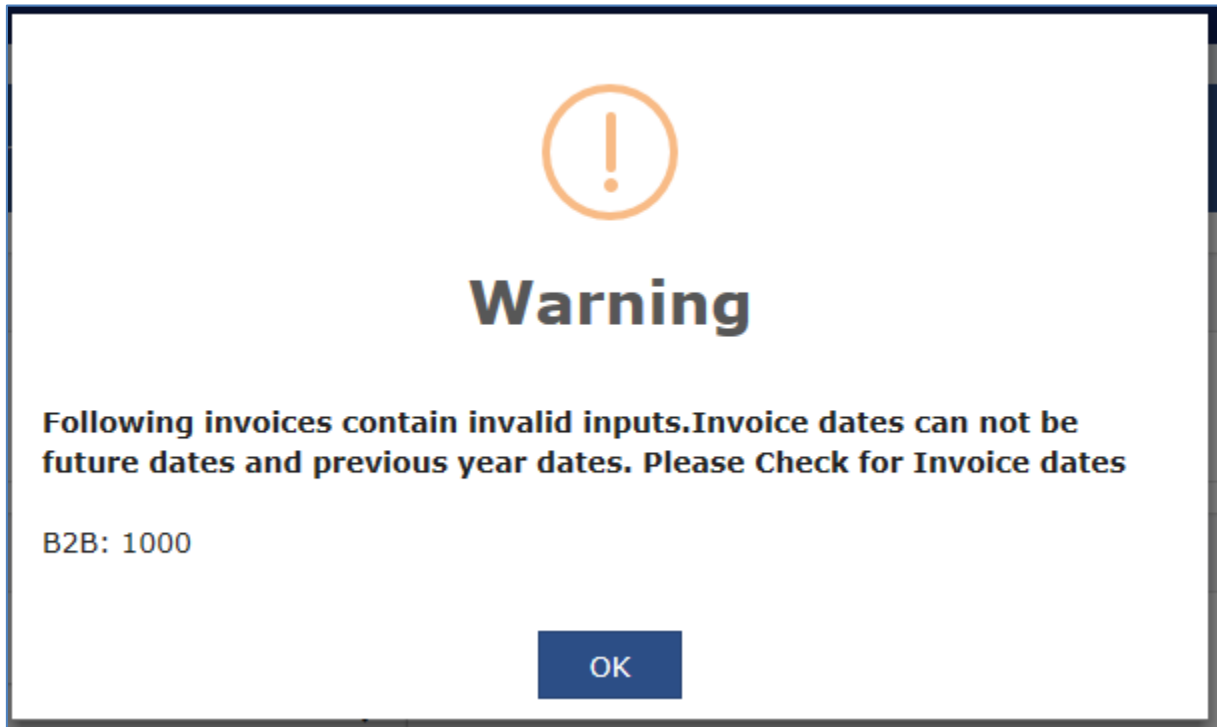 Warning
Following invoices contain invalid inputs.Invoice dates can not be
future dates and previous year dates. Please Check for Invoice dates
B2B: 1000
OK